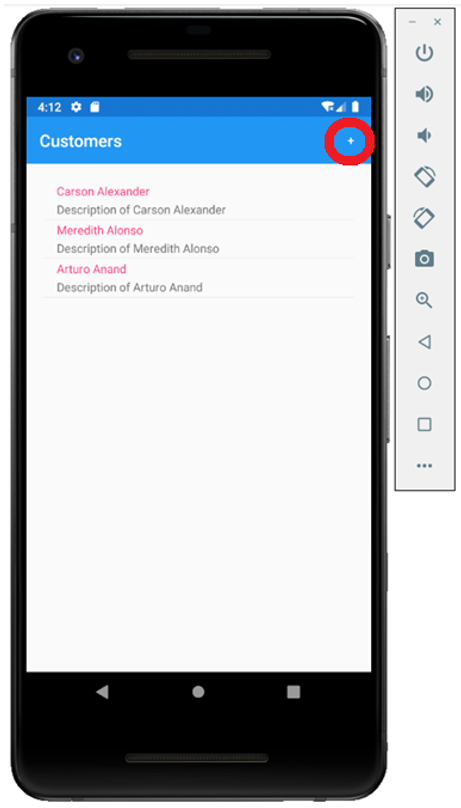 4:12
Customers +
Carson Alexander
Description of Carson Alexander
Meredith Alonso
Description of Meredith Alonso
Arturo Anand
Description of Arturo Anand